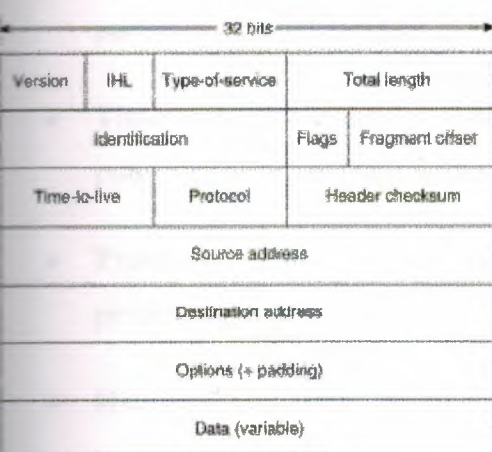 32 bits
Version IHL Type-of-service Total length
Identification Flags Fragment offset
Time-to-live Protocol Header checksum
Source address
Destination address
Options (+ padding)
Data (variable)